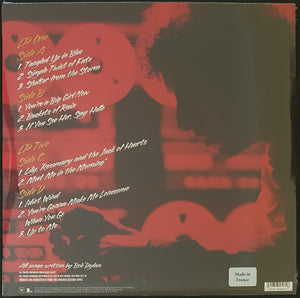 LP One
Side A
1. Tangled Up in Blue
2. Simple Twist of Fate
3. Shelter from the Storm
Side B
1. You're a Big Girl Now
2. Buckets of Rain
3. If You See Her, Say Hello
LP Two
Side C
1. Lily, Rosemary and the Jack of Hearts
2. Meet Me in the Morning
Side D
1. Idiot Wind
2. You're Gonna Make Me Lonesome
When You Go
3. Up to Me
All songs written by Bob Dylan
Made in
France